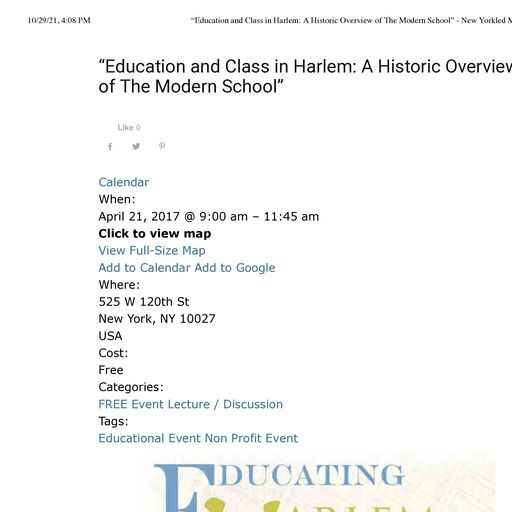 10/29/21, 4:08 PM “Education and Class in Harlem: A Historic Overview of The Modern School” - New Yorkled
“Education and Class in Harlem: A Historic Overview
of The Modern School”
Like 0
Calendar
When:
April 21, 2017 @ 9:00 am – 11:45 am
Click to view map
View Full-Size Map
Add to Calendar Add to Google
Where:
525 W 120th St
New York, NY 10027
USA
Cost:
Free
Categories:
FREE Event Lecture / Discussion
Tags:
Educational Event Non Profit Event
EDUCATING
HARLEM